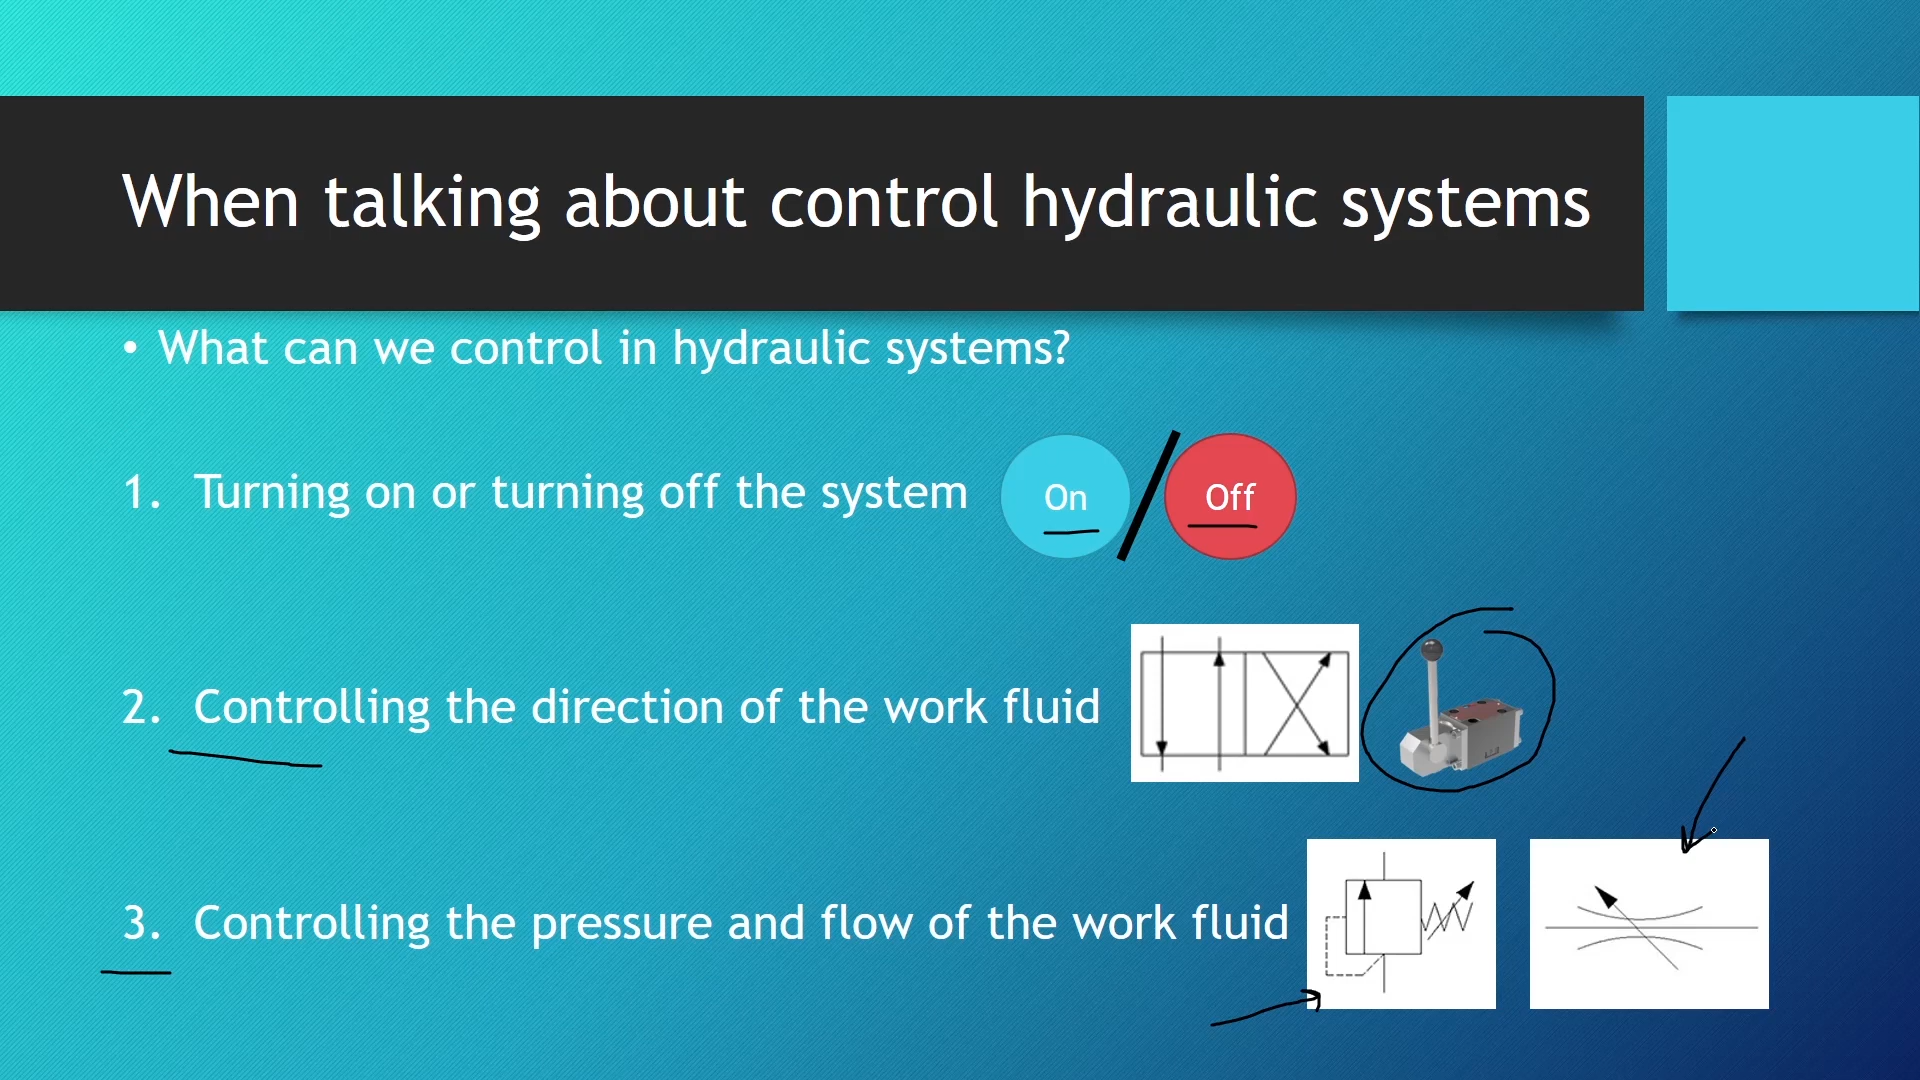 When talking about control hydraulic systems
• What can we control in hydraulic systems?
1. Turning on or turning off the system
On
Off
2. Controlling the direction of the work fluid
3. Controlling the pressure and flow of the work fluid